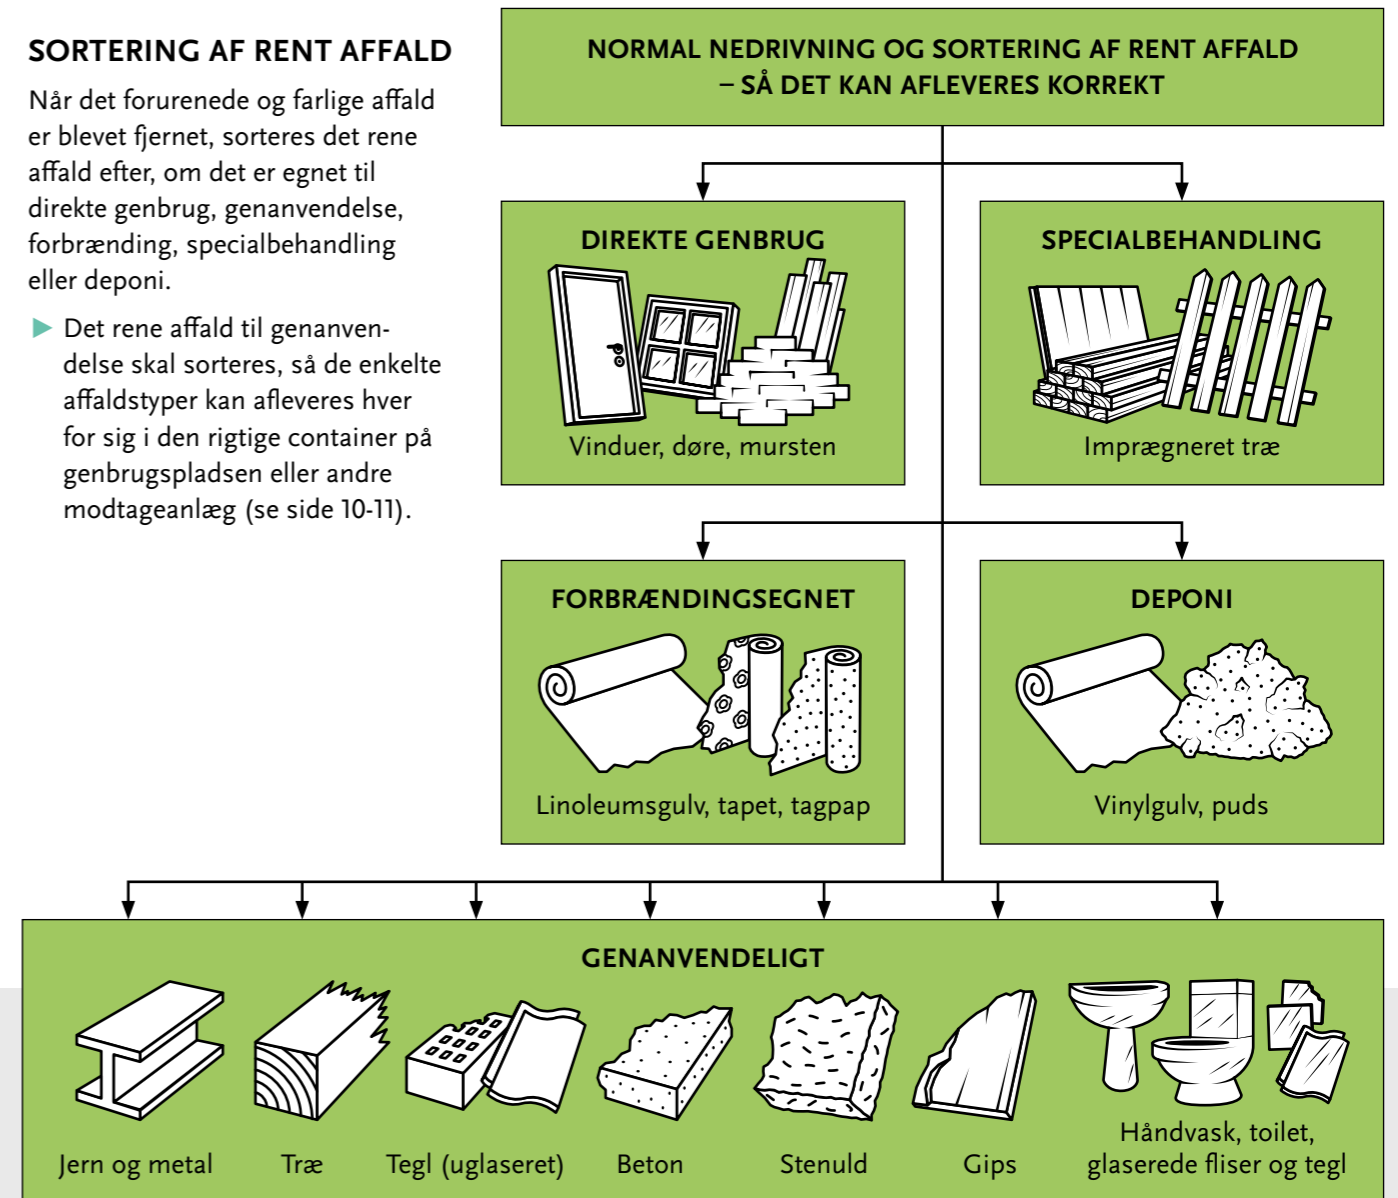 SORTERING AF RENT AFFALD
Når det forurenede og farlige affald
er blevet fjernet, sorteres det rene
affald efter, om det er egnet til
direkte genbrug, genanvendelse,
forbrænding, specialbehandling
eller deponi.
► Det rene affald til genanven-
delse skal sorteres, så de enkelte
affaldstyper kan afleveres hver
for sig i den rigtige container på
genbrugspladsen eller andre
modtageanlæg (se side 10-11).
NORMAL NEDRIVNING OG SORTERING AF RENT AFFALD
– SÅ DET KAN AFLEVERES KORREKT
DIREKTE GENBRUG
Vinduer, døre, mursten
SPECIALBEHANDLING
Imprægneret træ
FORBRÆNDINGSEGNET
Linoleumsgulv, tapet, tagpap
DEPONI
Vinylgulv, puds
GENANVENDELIGT
Jern og metal
Træ
Tegl (uglaseret)
Beton
Stenuld
Gips
Håndvask, toilet,
glaserede fliser og tegl